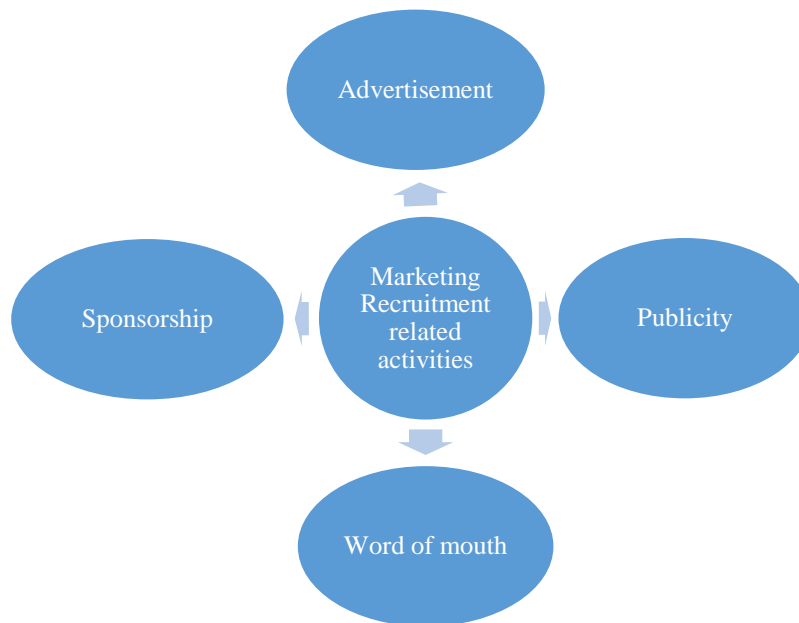 Advertisement
Sponsorship
Marketing
Recruitment
related
activities
Publicity
Word of mouth